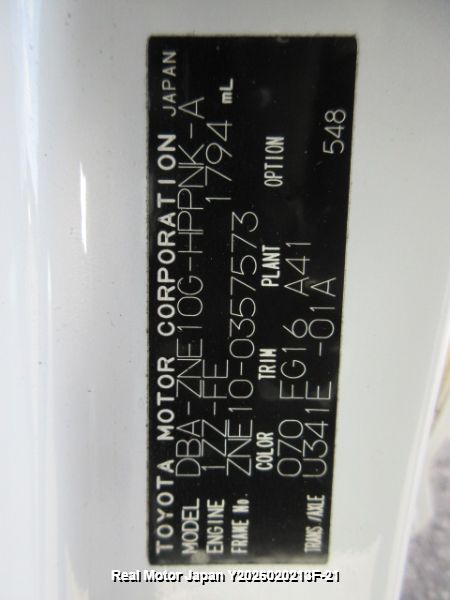 TOYOTA MOTOR CORPORATION JAPAN
MODEL DBA-ZNE10G-HPPNK-A
ENGINE 1ZZ-FE 1794 mL
FRAME No. ZNE10-0357573
COLOR TRIM PLANT OPTION
070 FG16 A41
TRANS/AXLE U341E -01A 548
Real Motor Japan Y2025020213F-21